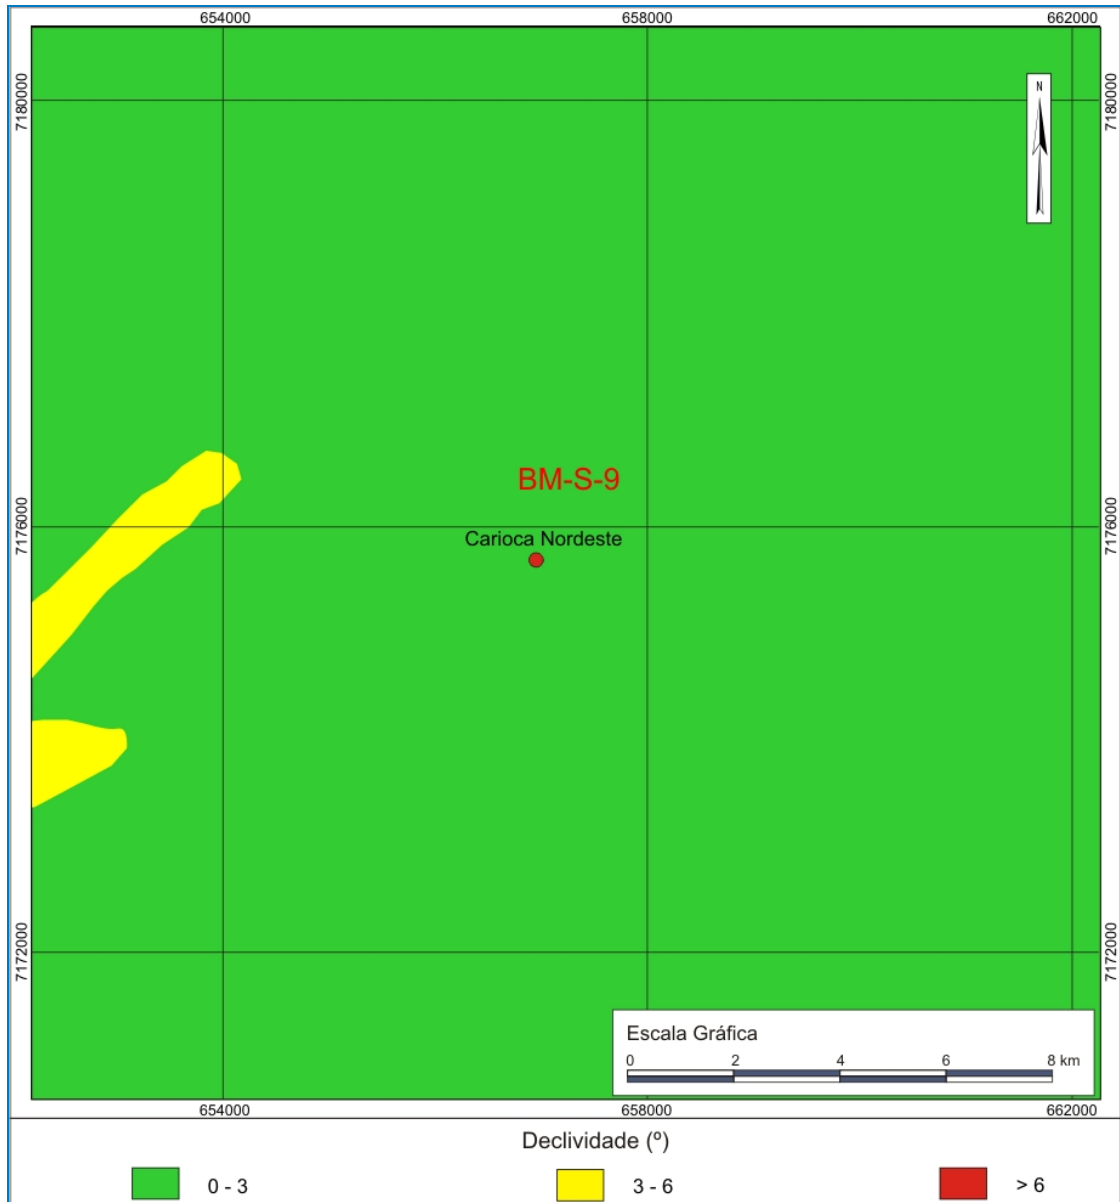 654000 658000 662000
7180000 7180000
N
BM-S-9
7176000 7176000
Carioca Nordeste
7172000 7172000
Escala Gráfica
0 2 4 6 8 km
654000 658000 662000
Declividade (º)
0 - 3 3 - 6 > 6